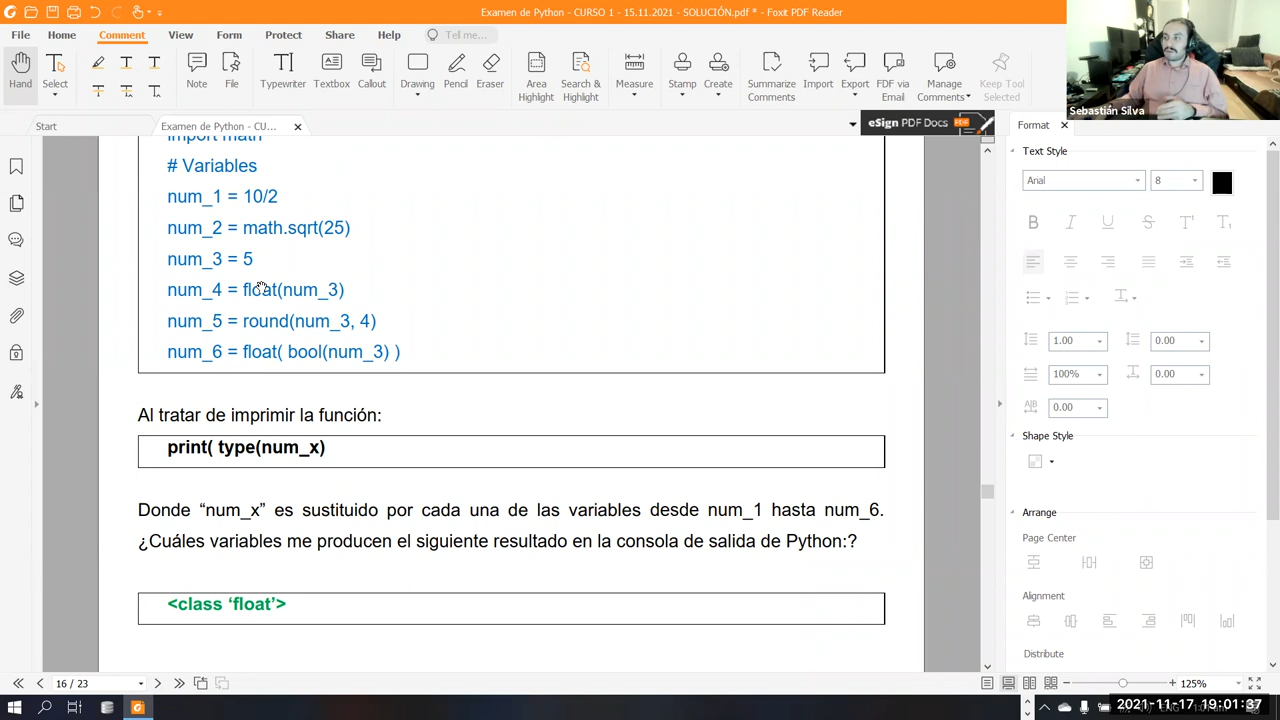 Examen de Python - CURSO 1 - 15.11.2021 - SOLUCIÓN.pdf * - Foxit PDF Reader
File Home Comment View Form Protect Share Help Tell me...
Hand Select Note File Typewriter Textbox Callout Drawing Pencil Eraser Area Highlight Search & Highlight Measure Stamp Create Summarize Comments Import Export FDF via Email Manage Comments Keep Tool Selected
Sebastián Silva
Start Examen de Python - CU... eSign PDF Docs PDF Format
import math
# Variables
num_1 = 10/2
num_2 = math.sqrt(25)
num_3 = 5
num_4 = float(num_3)
num_5 = round(num_3, 4)
num_6 = float( bool(num_3) )
Al tratar de imprimir la función:
print( type(num_x)
Donde “num_x” es sustituido por cada una de las variables desde num_1 hasta num_6.
¿Cuáles variables me producen el siguiente resultado en la consola de salida de Python:?
<class ‘float’>
Text Style
Arial 8
1.00 0.00
100% 0.00
0.00
Shape Style
Arrange
Page Center
Alignment
Distribute
16 / 23 125%
2021-11-17 19:01:37